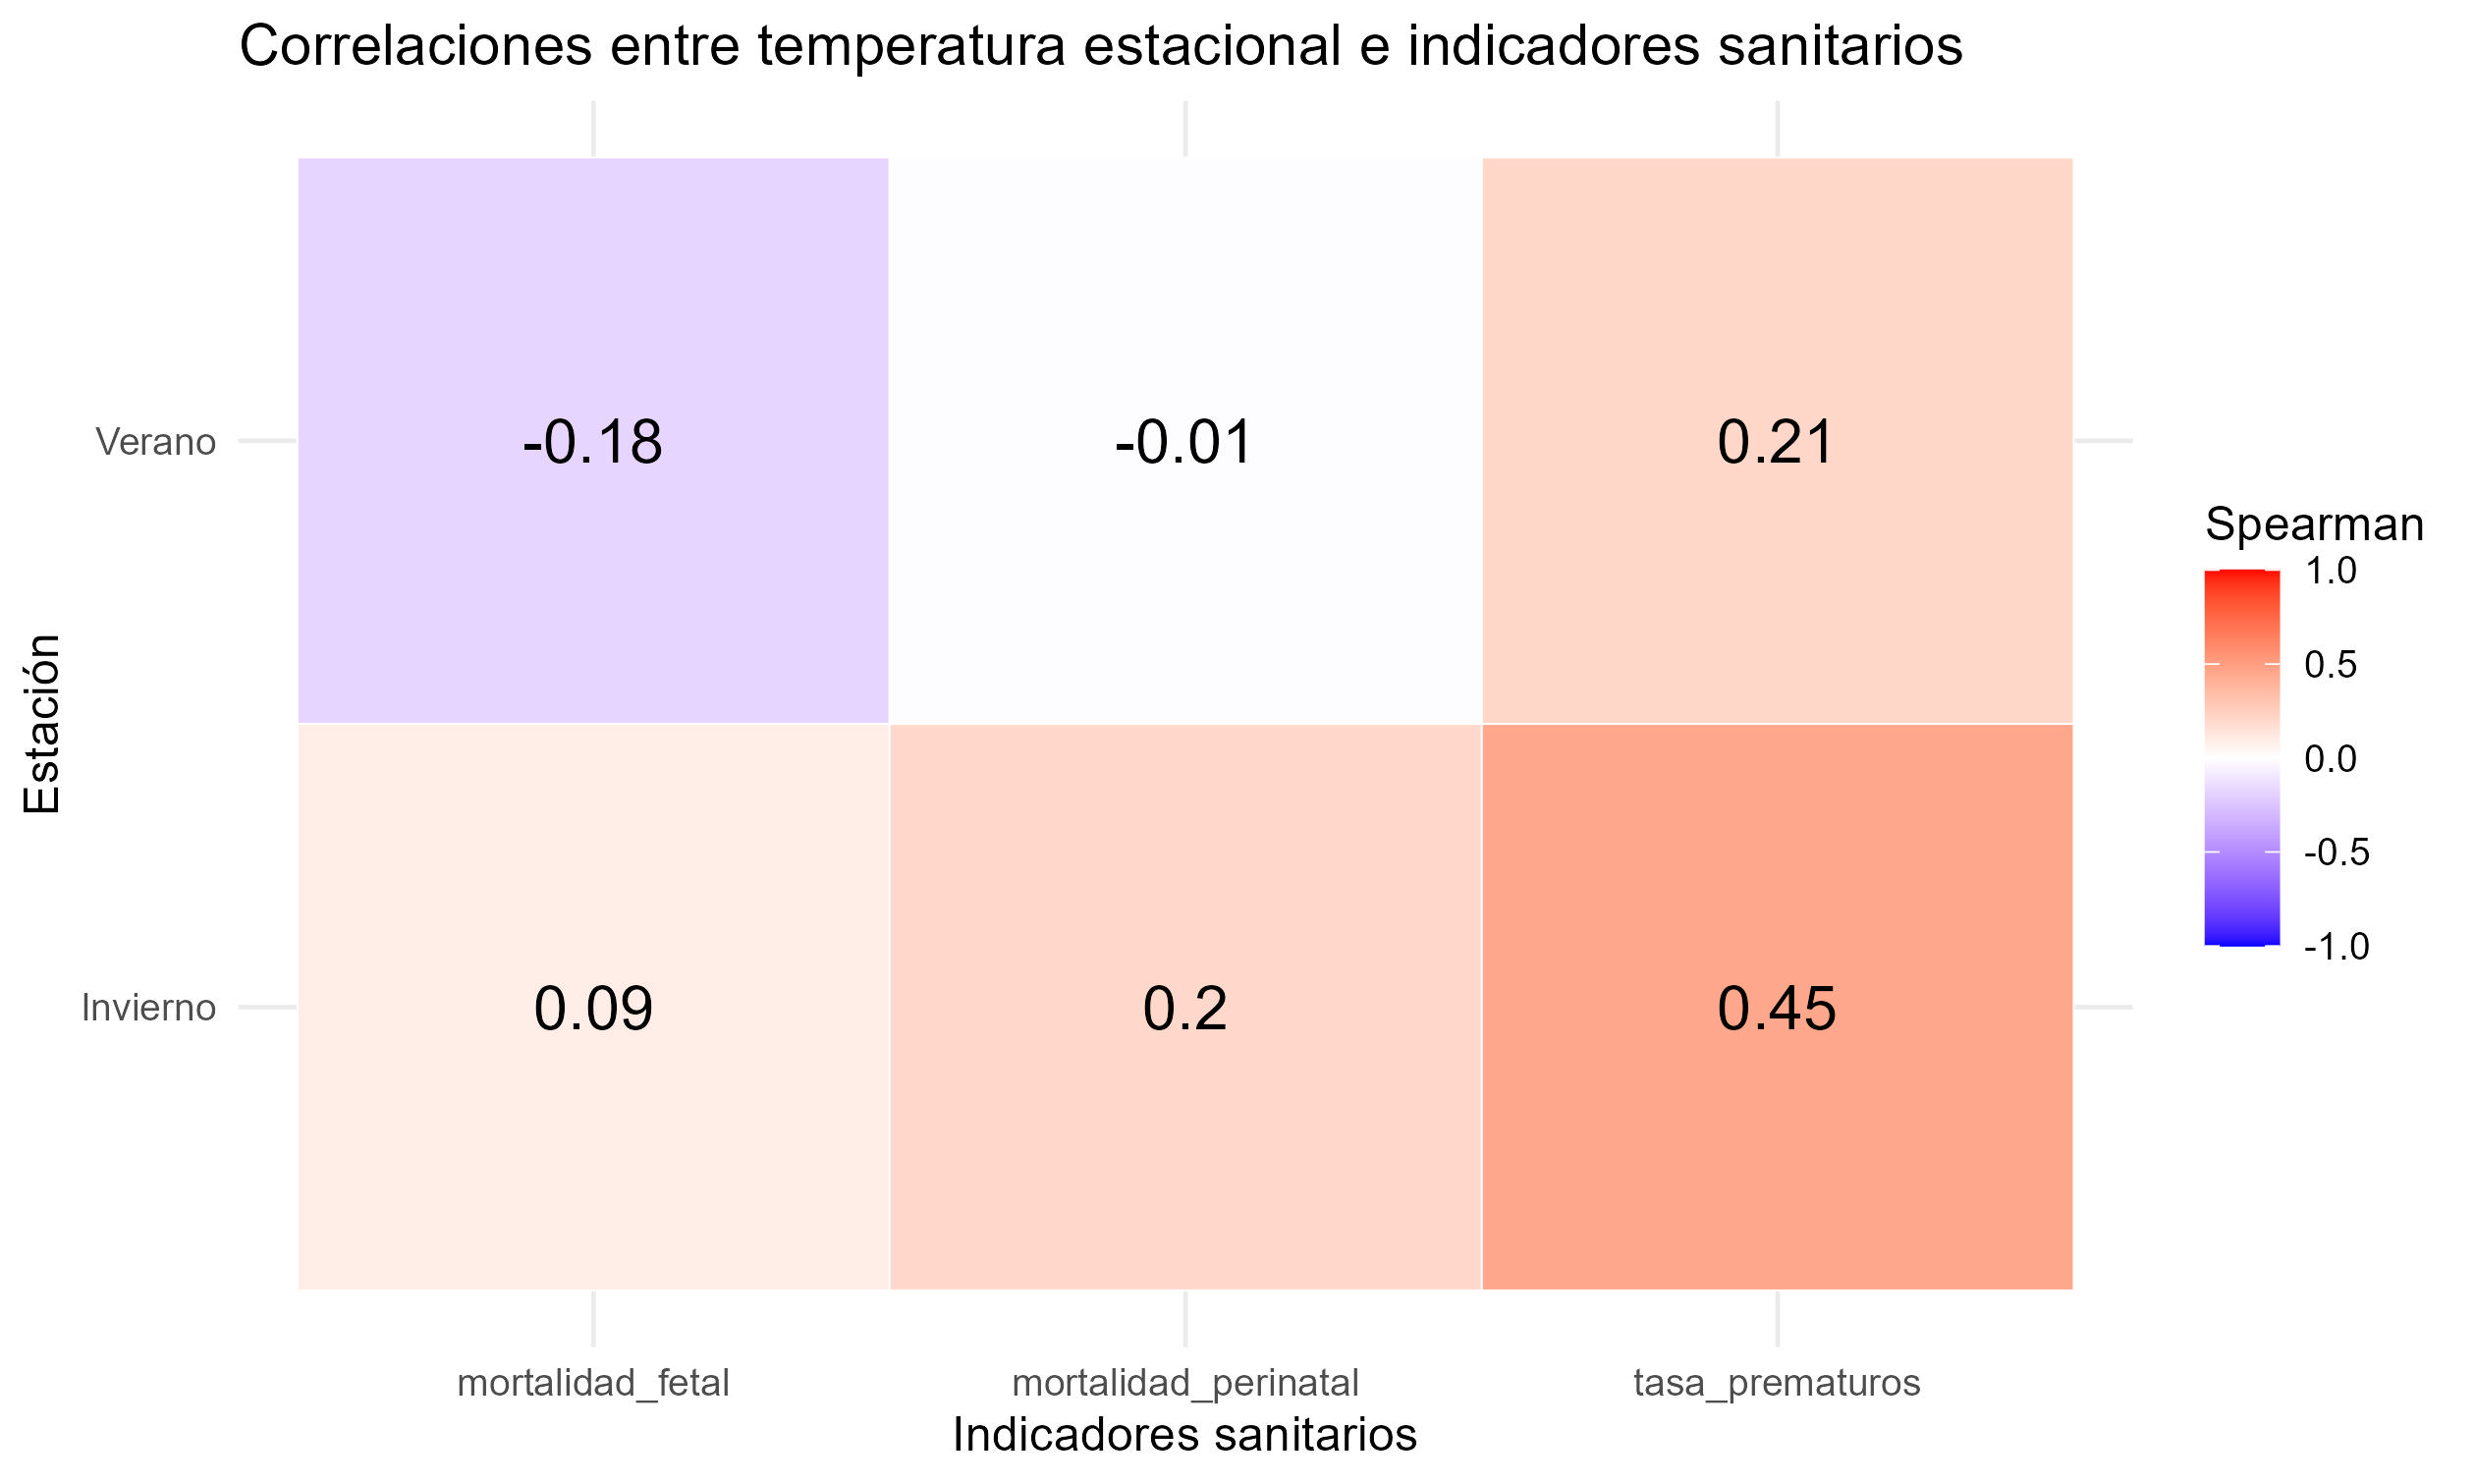 Correlaciones entre temperatura estacional e indicadores sanitarios
Verano
-0.18
-0.01
0.21
Invierno
0.09
0.2
0.45
Estación
mortalidad_fetal
mortalidad_perinatal
tasa_prematuros
Indicadores sanitarios
Spearman
1.0
0.5
0.0
-0.5
-1.0